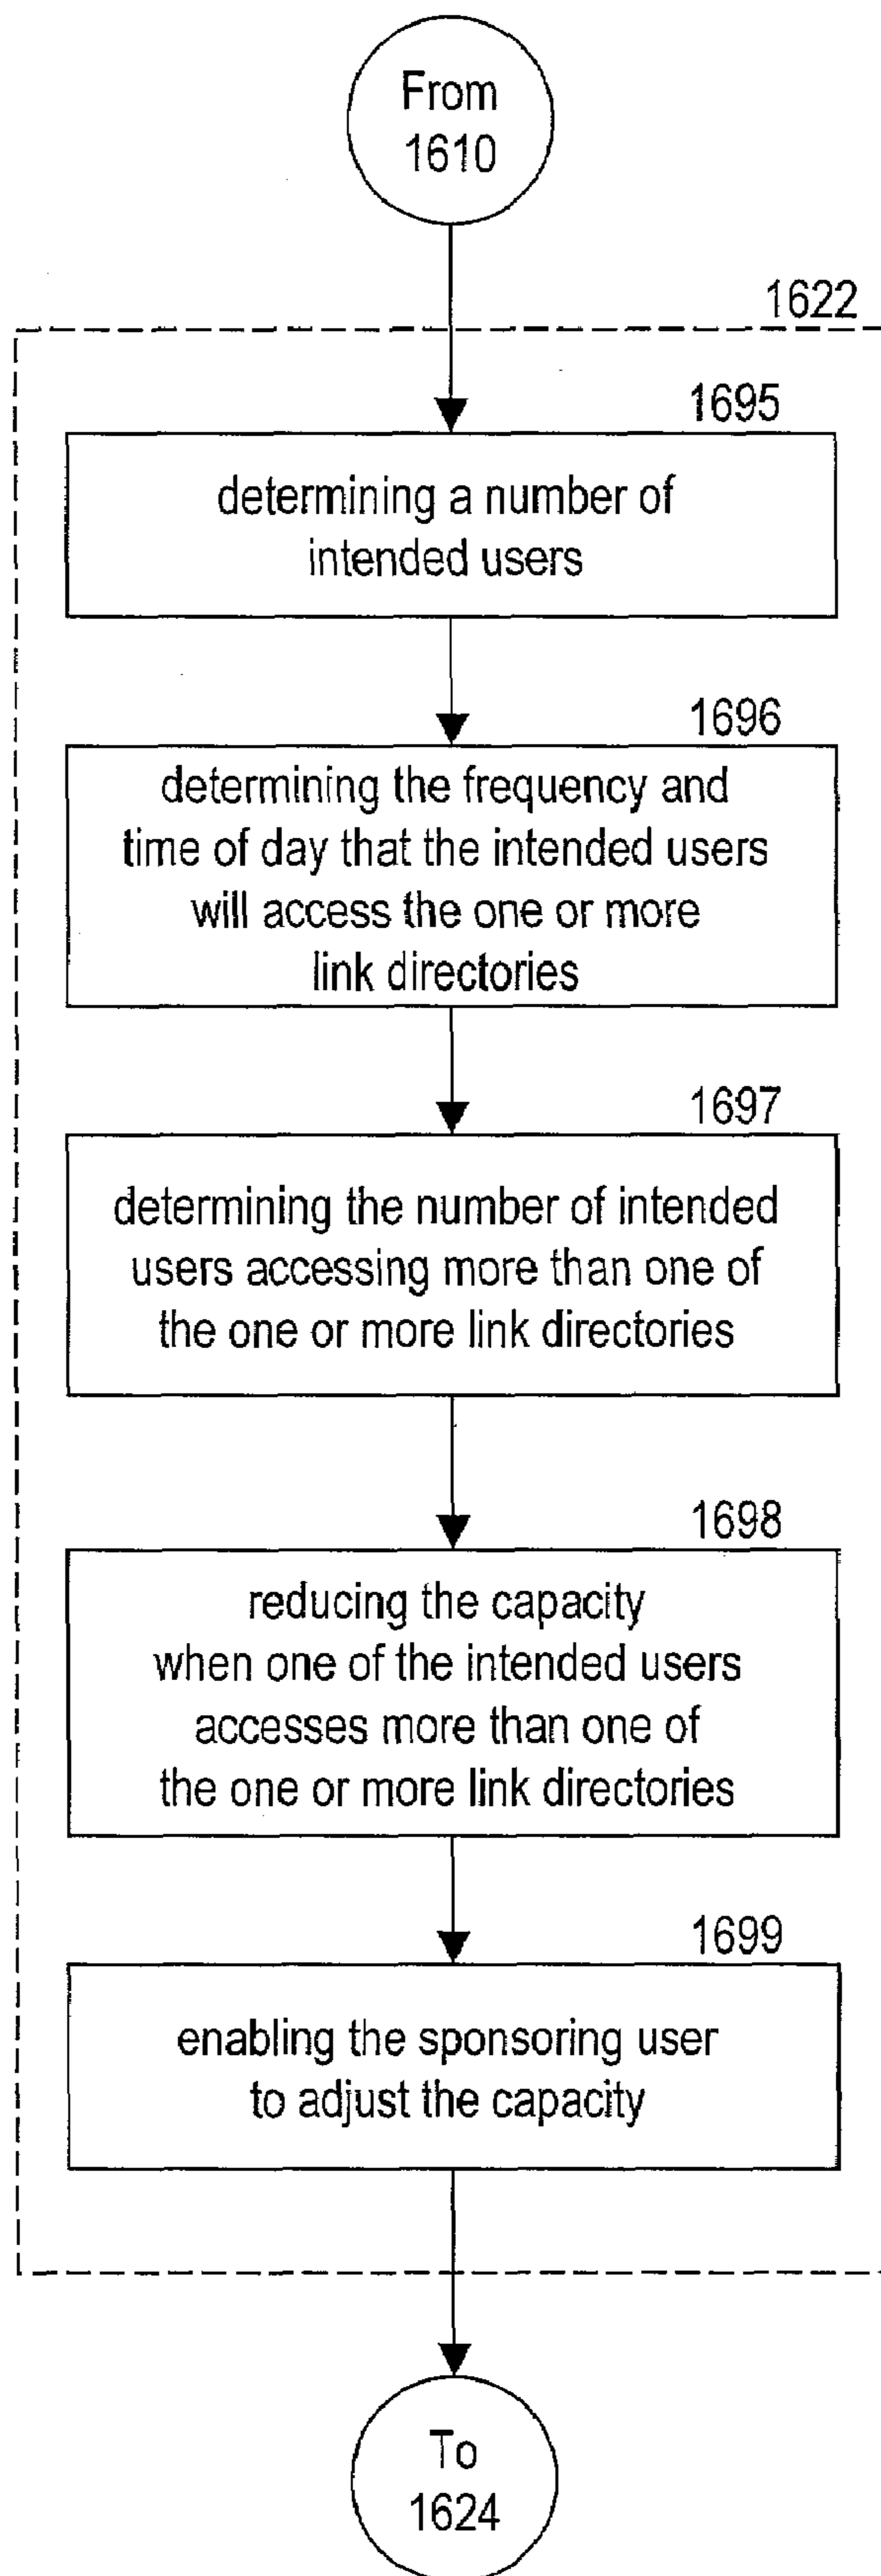 From
1610
1622
1695
determining a number of
intended users
1696
determining the frequency and
time of day that the intended users
will access the one or more
link directories
1697
determining the number of intended
users accessing more than one of
the one or more link directories
1698
reducing the capacity
when one of the intended users
accesses more than one of
the one or more link directories
1699
enabling the sponsoring user
to adjust the capacity
To
1624